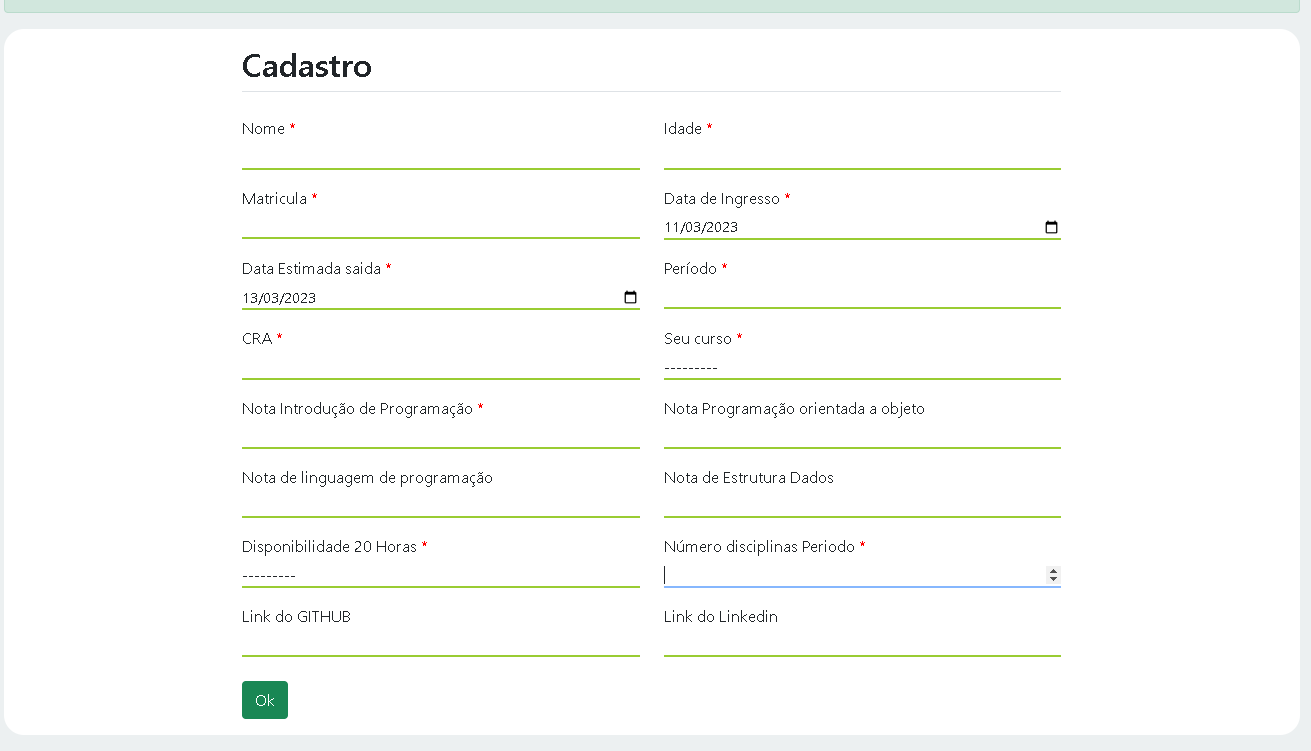 Cadastro
Nome * Idade *
Matricula * Data de Ingresso *
11/03/2023
Data Estimada saida * Período *
13/03/2023
CRA * Seu curso *
---------
Nota Introdução de Programação * Nota Programação orientada a objeto
Nota de linguagem de programação Nota de Estrutura Dados
Disponibilidade 20 Horas * Número disciplinas Periodo *
---------
Link do GITHUB Link do Linkedin
Ok